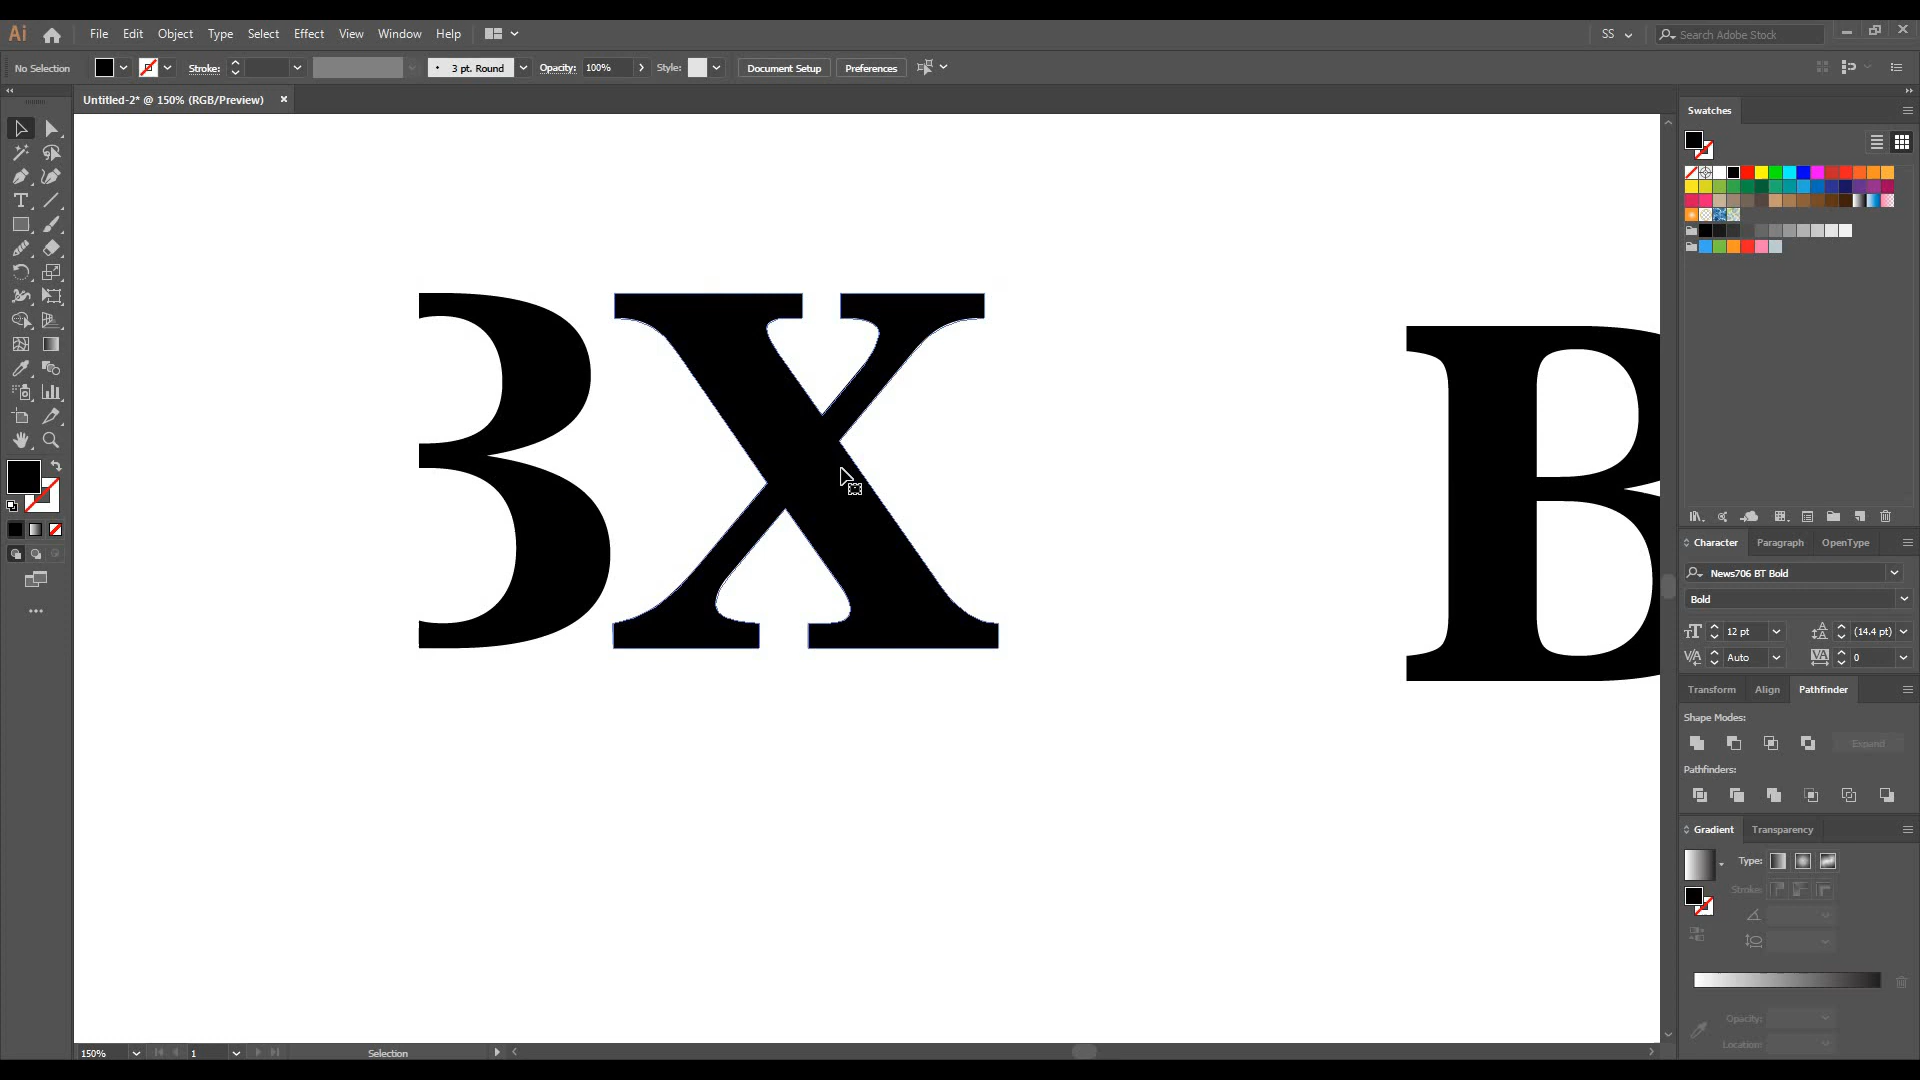 Ai File Edit Object Type Select Effect View Window Help SS Search Adobe Stock
No Selection Stroke: 3 pt. Round Opacity: 100% Style: Document Setup Preferences
Untitled-2* @ 150% (RGB/Preview) ×
Swatches
3X
B
Character Paragraph OpenType
News706 BT Bold
Bold
12 pt (14.4 pt)
Auto 0
Transform Align Pathfinder
Shape Modes:
Expand
Pathfinders:
Gradient Transparency
Type:
Stroke:
Opacity:
Location:
150% 1 Selection